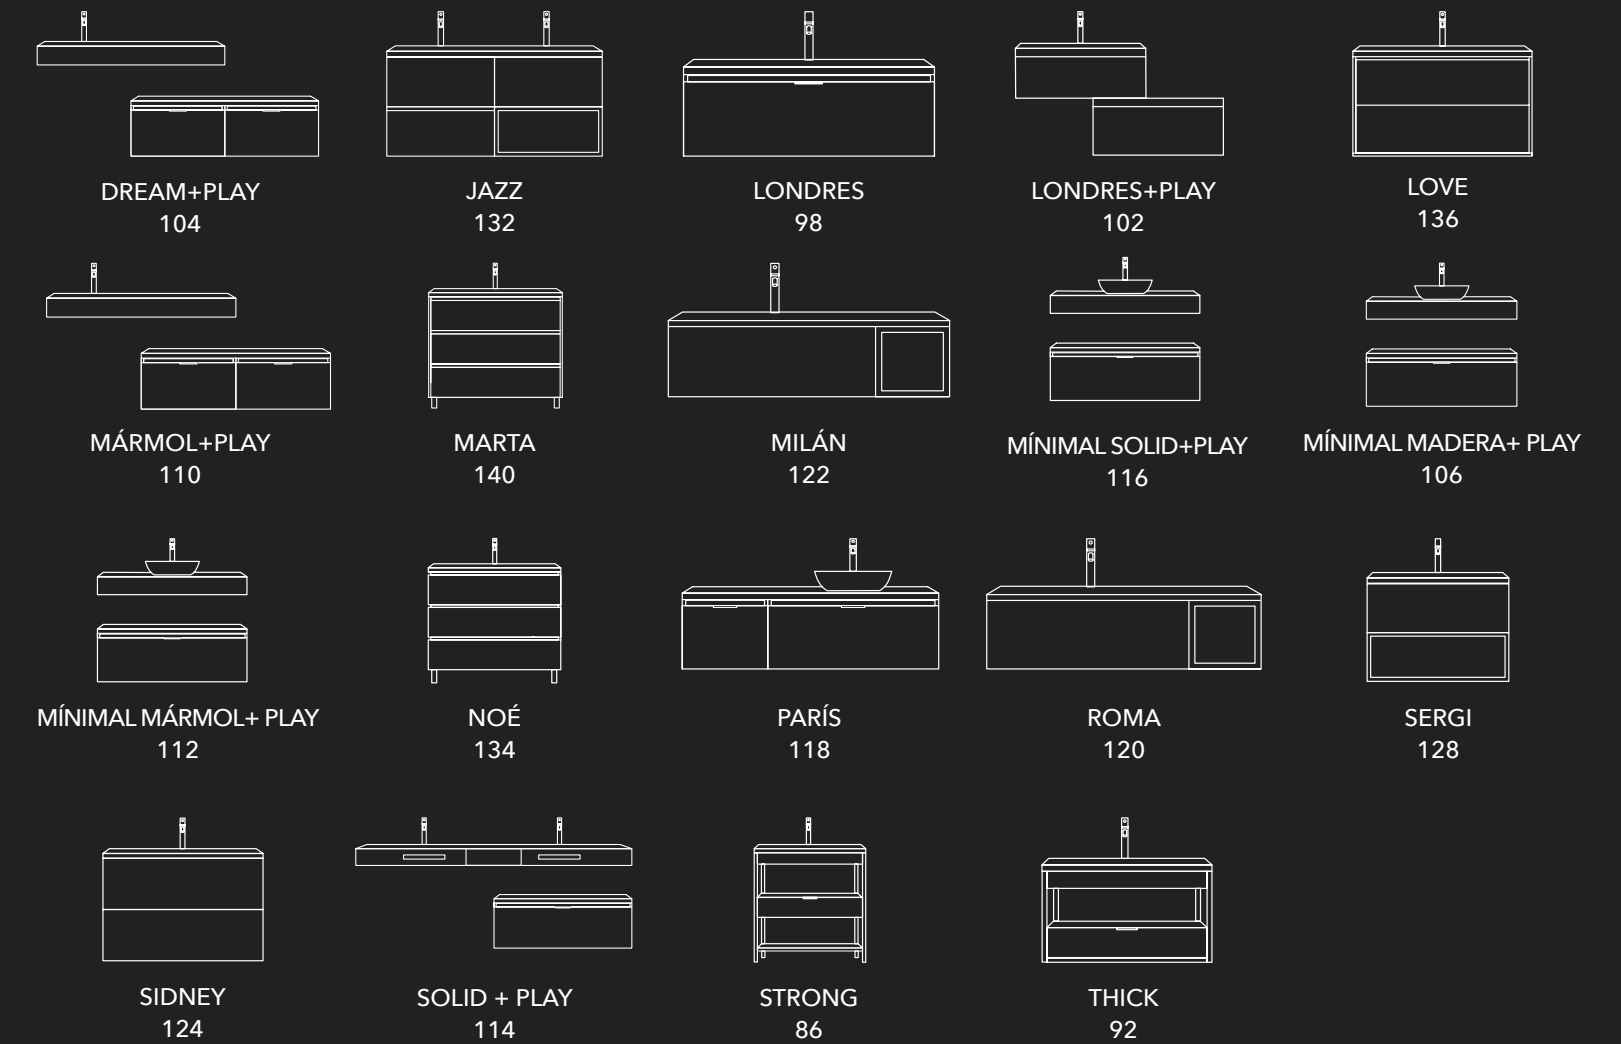 DREAM+PLAY
104
JAZZ
132
LONDRES
98
LONDRES+PLAY
102
LOVE
136
MÁRMOL+PLAY
110
MARTA
140
MILÁN
122
MÍNIMAL SOLID+PLAY
116
MÍNIMAL MADERA+ PLAY
106
MÍNIMAL MÁRMOL+ PLAY
112
NOÉ
134
PARÍS
118
ROMA
120
SERGI
128
SIDNEY
124
SOLID + PLAY
114
STRONG
86
THICK
92